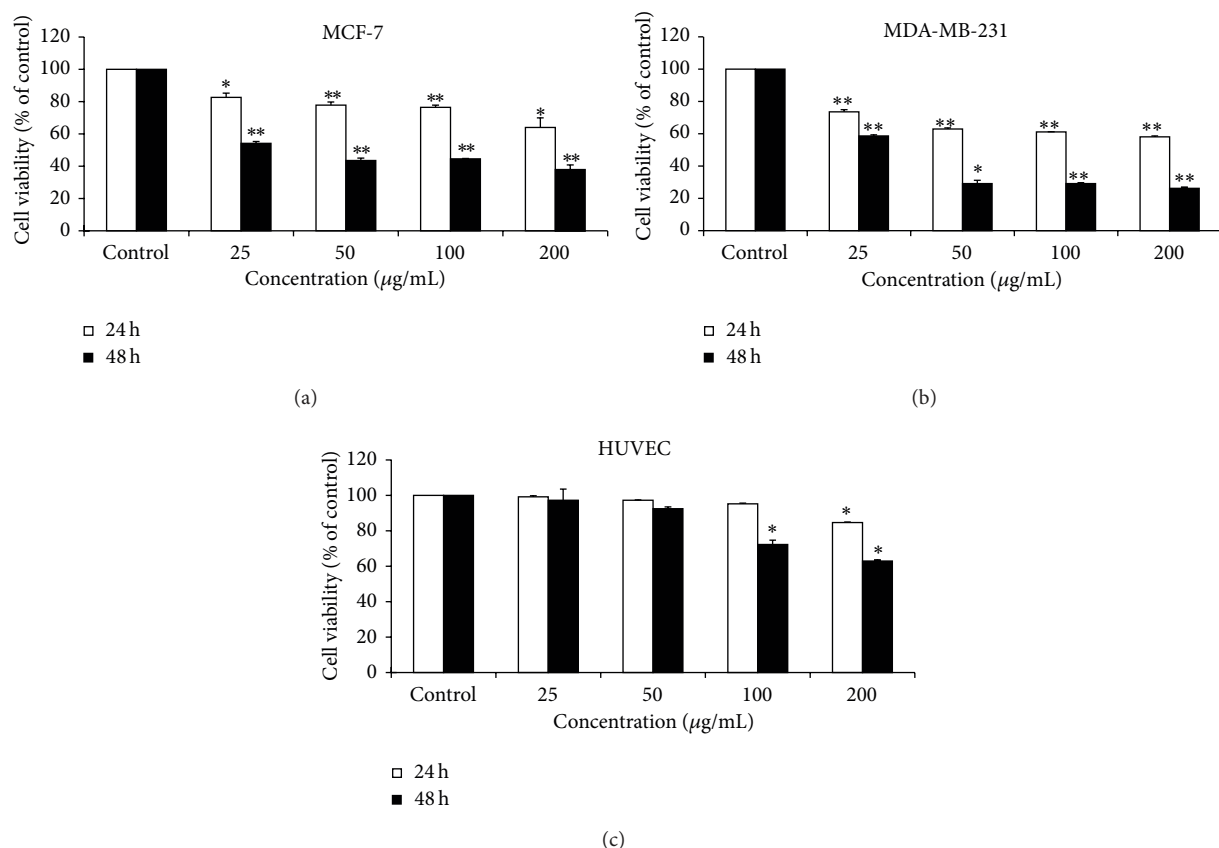 MCF-7
Cell viability (% of control)
120
100
80
60
40
20
0
* ** ** *
** ** ** **
Control 25 50 100 200
Concentration (μg/mL)
24 h
48 h
(a)
MDA-MB-231
Cell viability (% of control)
120
100
80
60
40
20
0
** ** ** **
** * ** **
Control 25 50 100 200
Concentration (μg/mL)
24 h
48 h
(b)
HUVEC
Cell viability (% of control)
120
100
80
60
40
20
0
* * *
Control 25 50 100 200
Concentration (μg/mL)
24 h
48 h
(c)